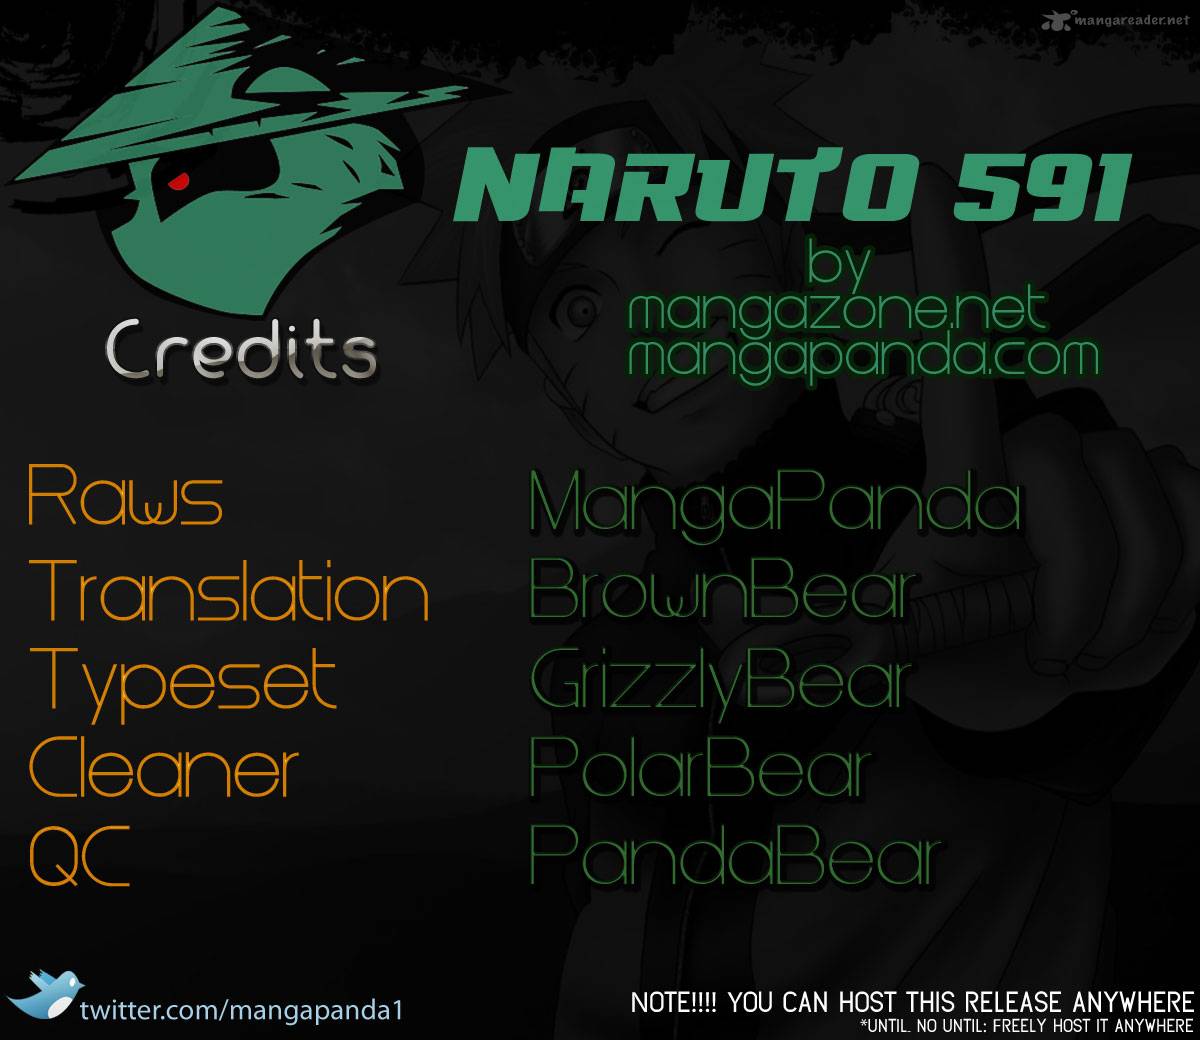 mangareader.net
NARUTO 591
by
mangazone.net
mangapanda.com
Credits
Raws MangaPanda
Translation BrownBear
Typeset GrizzlyBear
Cleaner PolarBear
QC PandaBear
twitter.com/mangapanda1
NOTE!!!! YOU CAN HOST THIS RELEASE ANYWHERE
*UNTIL. NO UNTIL: FREELY HOST IT ANYWHERE